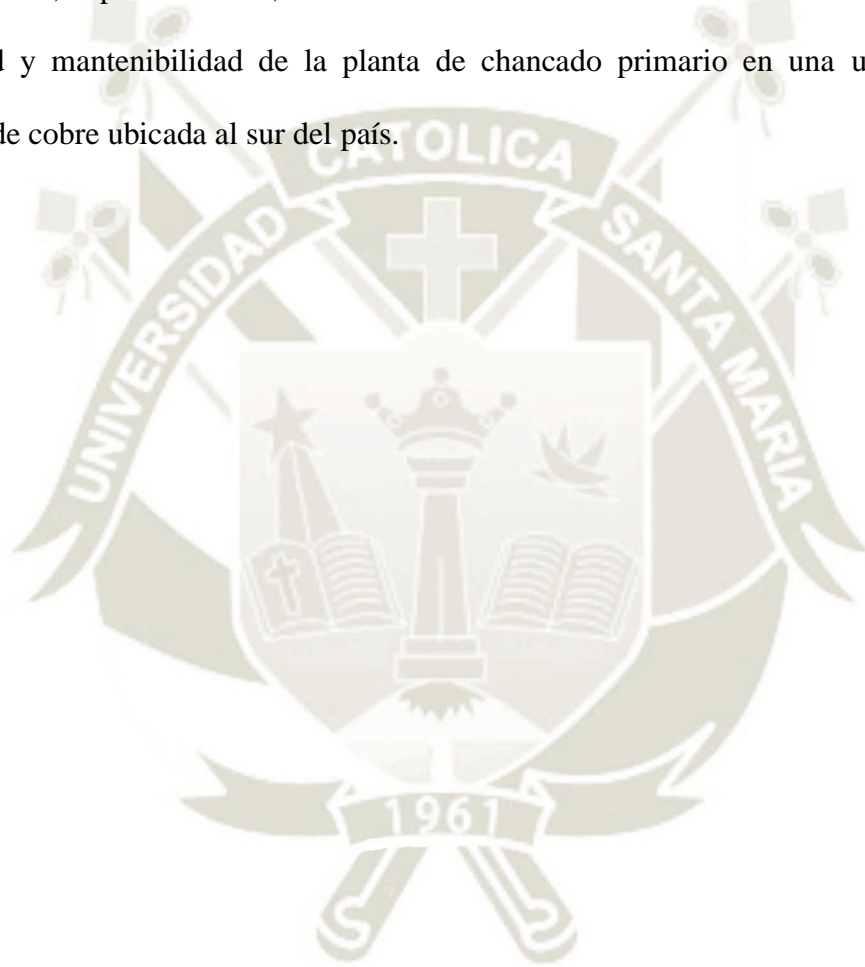 y mantenibilidad de la planta de chancado primario en una
de cobre ubicada al sur del país.
UNIVERSIDAD CATOLICA SANTA MARIA
1961